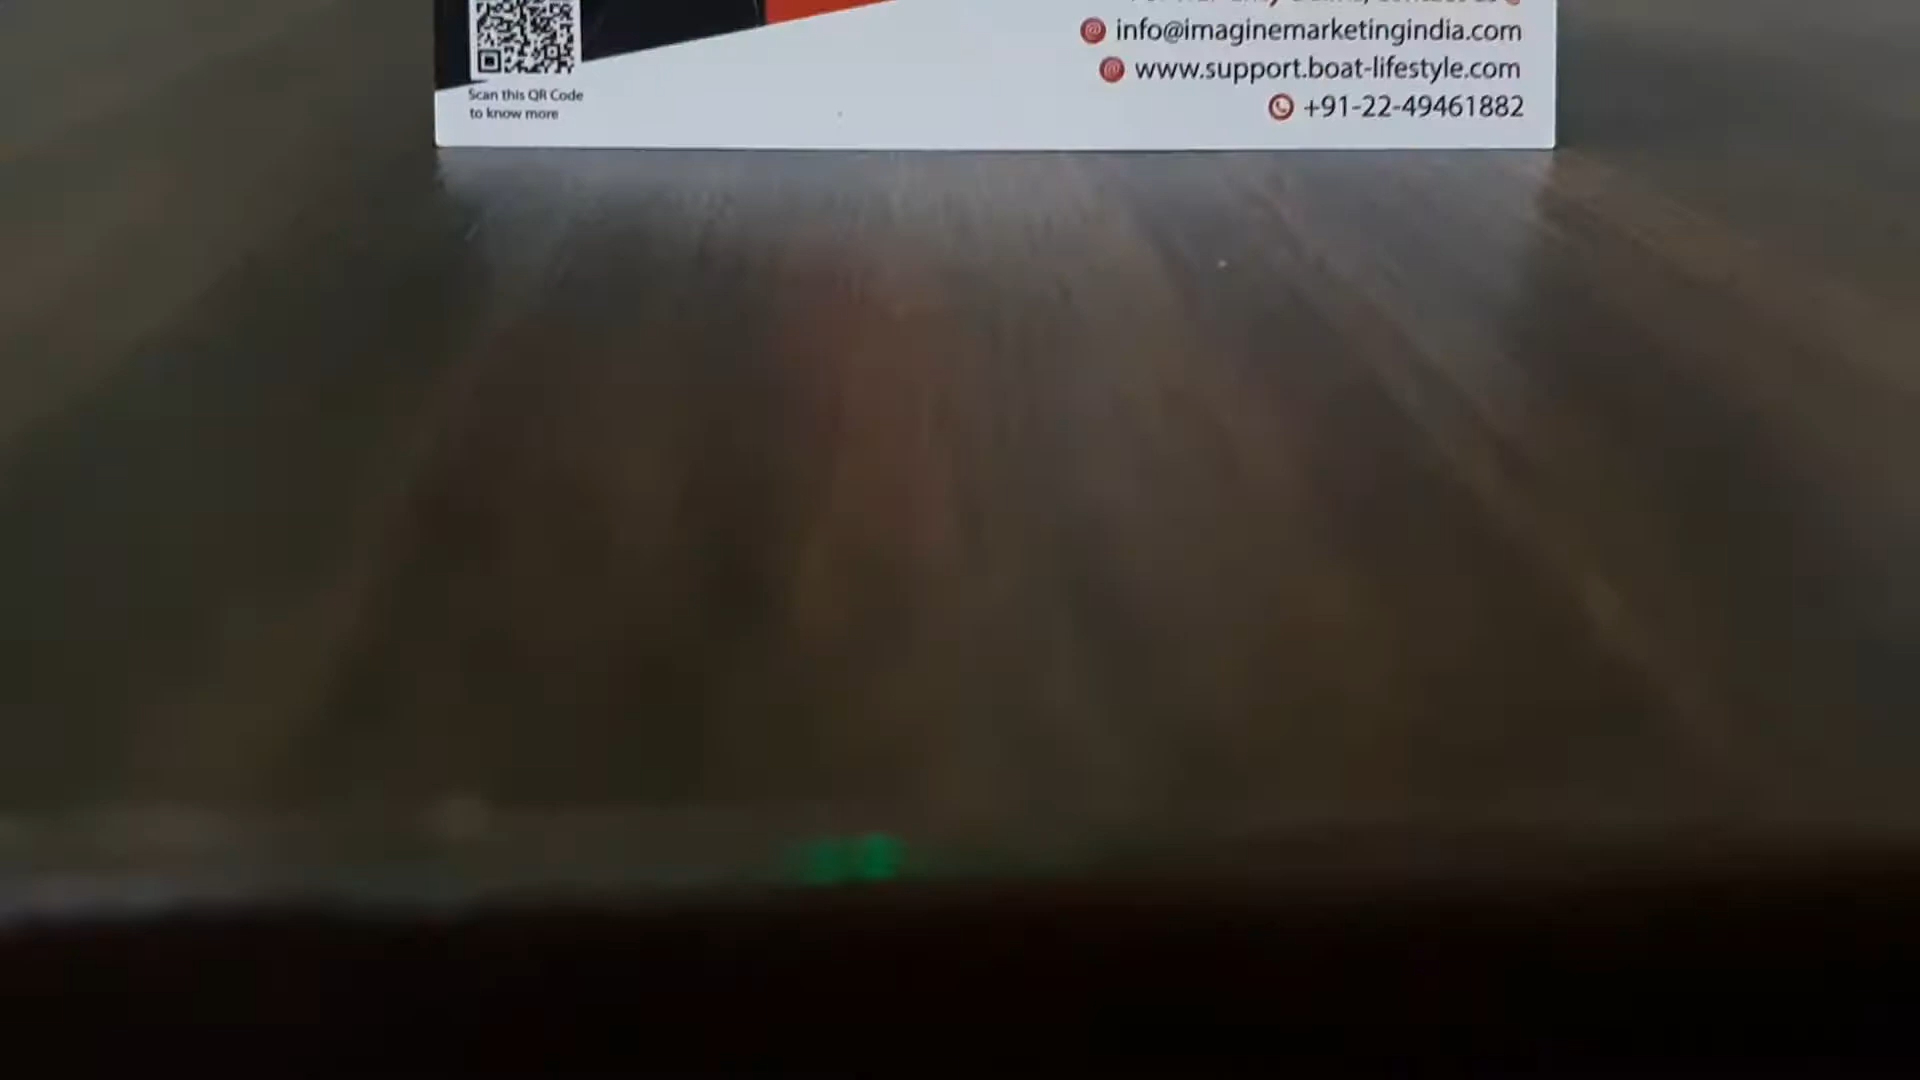 info@imaginemarketingindia.com
www.support.boat-lifestyle.com
+91-22-49461882
Scan this QR Code
to know more